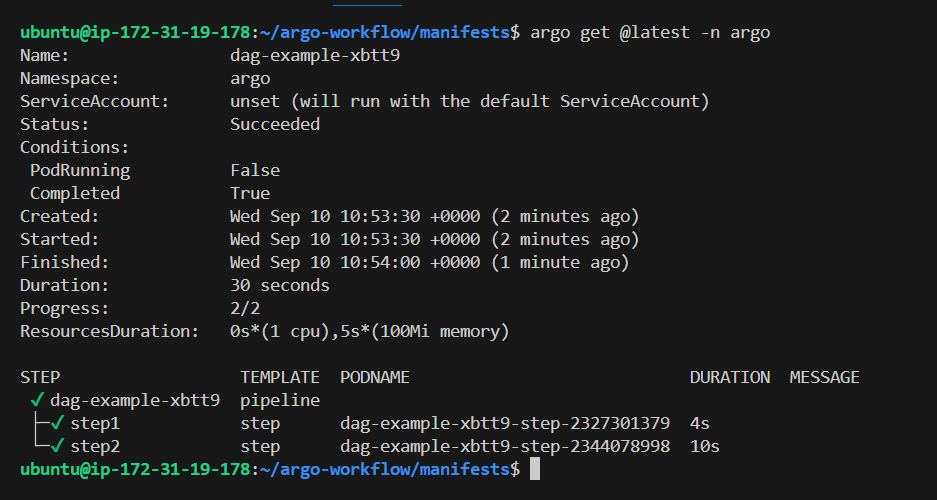 ubuntu@ip-172-31-19-178:~/argo-workflow/manifests$ argo get @latest -n argo
Name:                dag-example-xbtt9
Namespace:           argo
ServiceAccount:      unset (will run with the default ServiceAccount)
Status:              Succeeded
Conditions:
 PodRunning          False
 Completed           True
Created:             Wed Sep 10 10:53:30 +0000 (2 minutes ago)
Started:             Wed Sep 10 10:53:30 +0000 (2 minutes ago)
Finished:            Wed Sep 10 10:54:00 +0000 (1 minute ago)
Duration:            30 seconds
Progress:            2/2
ResourcesDuration:   0s*(1 cpu),5s*(100Mi memory)
STEP                  TEMPLATE  PODNAME                            DURATION  MESSAGE
 ✔ dag-example-xbtt9  pipeline
 ├─✔ step1            step      dag-example-xbtt9-step-2327301379  4s
 └─✔ step2            step      dag-example-xbtt9-step-2344078998  10s
ubuntu@ip-172-31-19-178:~/argo-workflow/manifests$